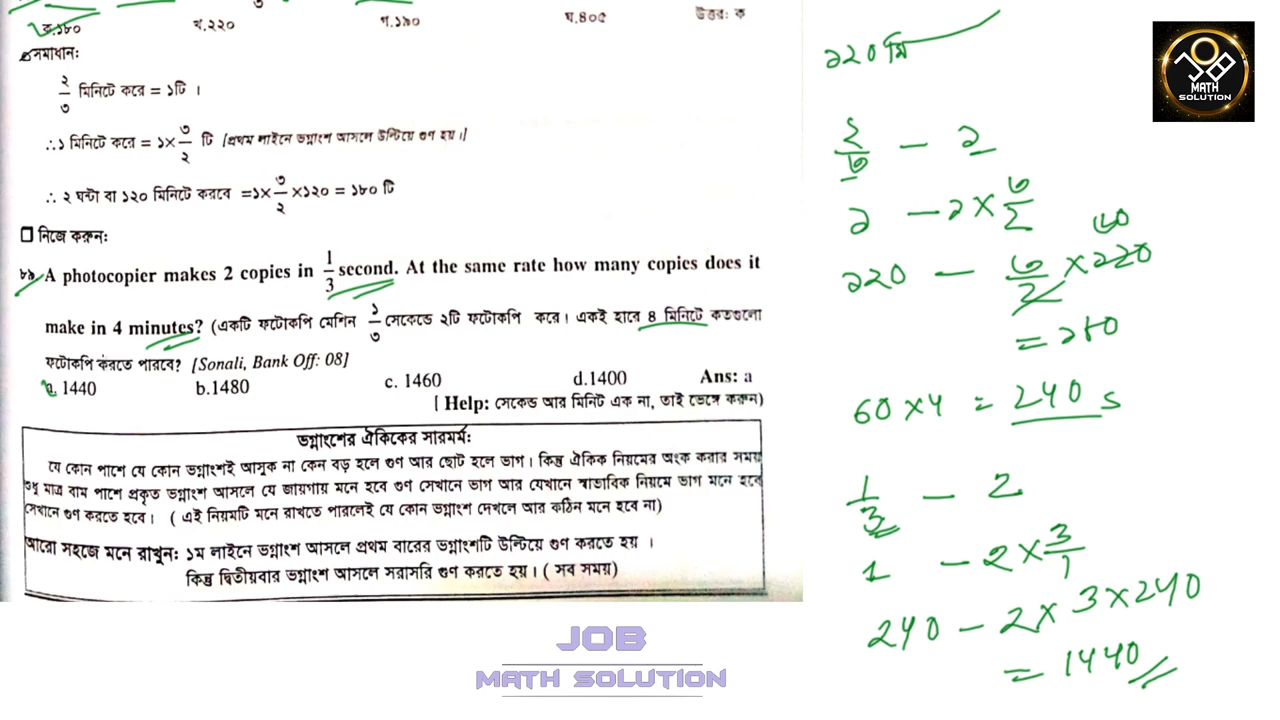 ক.১৮০ খ.২২০ গ.১৯০ ঘ.৪০৫ উত্তর: ক
সমাধান:
২/৩ মিনিটে করে = ১টি ।
∴১ মিনিটে করে = ১×৩/২ টি [প্রথম লাইনে ভগ্নাংশ আসলে উল্টিয়ে গুণ হয়।]
∴ ২ ঘন্টা বা ১২০ মিনিটে করবে =১×৩/২×১২০ = ১৮০ টি
❑ নিজে করুন:
৮৯. A photocopier makes 2 copies in 1/3 second. At the same rate how many copies does it
make in 4 minutes? (একটি ফটোকপি মেশিন ১/৩ সেকেন্ডে ২টি ফটোকপি করে। একই হারে ৪ মিনিটে কতগুলো
ফটোকপি করতে পারবে? [Sonali, Bank Off: 08]
a. 1440 b.1480 c. 1460 d.1400 Ans: a
[ Help: সেকেন্ড আর মিনিট এক না, তাই ভেঙ্গে করুন)
ভগ্নাংশের ঐকিকের সারমর্ম:
যে কোন পাশে যে কোন ভগ্নাংশই আসুক না কেন বড় হলে গুণ আর ছোট হলে ভাগ। কিন্তু ঐকিক নিয়মের অংক করার সময়
শুধু মাত্র বাম পাশে প্রকৃত ভগ্নাংশ আসলে যে জায়গায় মনে হবে গুণ সেখানে ভাগ আর যেখানে স্বাভাবিক নিয়মে ভাগ মনে হবে
সেখানে গুণ করতে হবে। ( এই নিয়মটি মনে রাখতে পারলেই যে কোন ভগ্নাংশ দেখলে আর কঠিন মনে হবে না)
আরো সহজে মনে রাখুন: ১ম লাইনে ভগ্নাংশ আসলে প্রথম বারের ভগ্নাংশটি উল্টিয়ে গুণ করতে হয় ।
কিন্তু দ্বিতীয়বার ভগ্নাংশ আসলে সরাসরি গুণ করতে হয়। ( সব সময়)
১২০ মি
২/৩ — ১
১ — ১×৩/২
১২০ — ৩/২ ×১২০ ৬০
= ১৮০
60×4 = 240 s
1/3 — 2
1 — 2×3/1
240 — 2×3×240
= 1440
MATH
SOLUTION
JOB
MATH SOLUTION